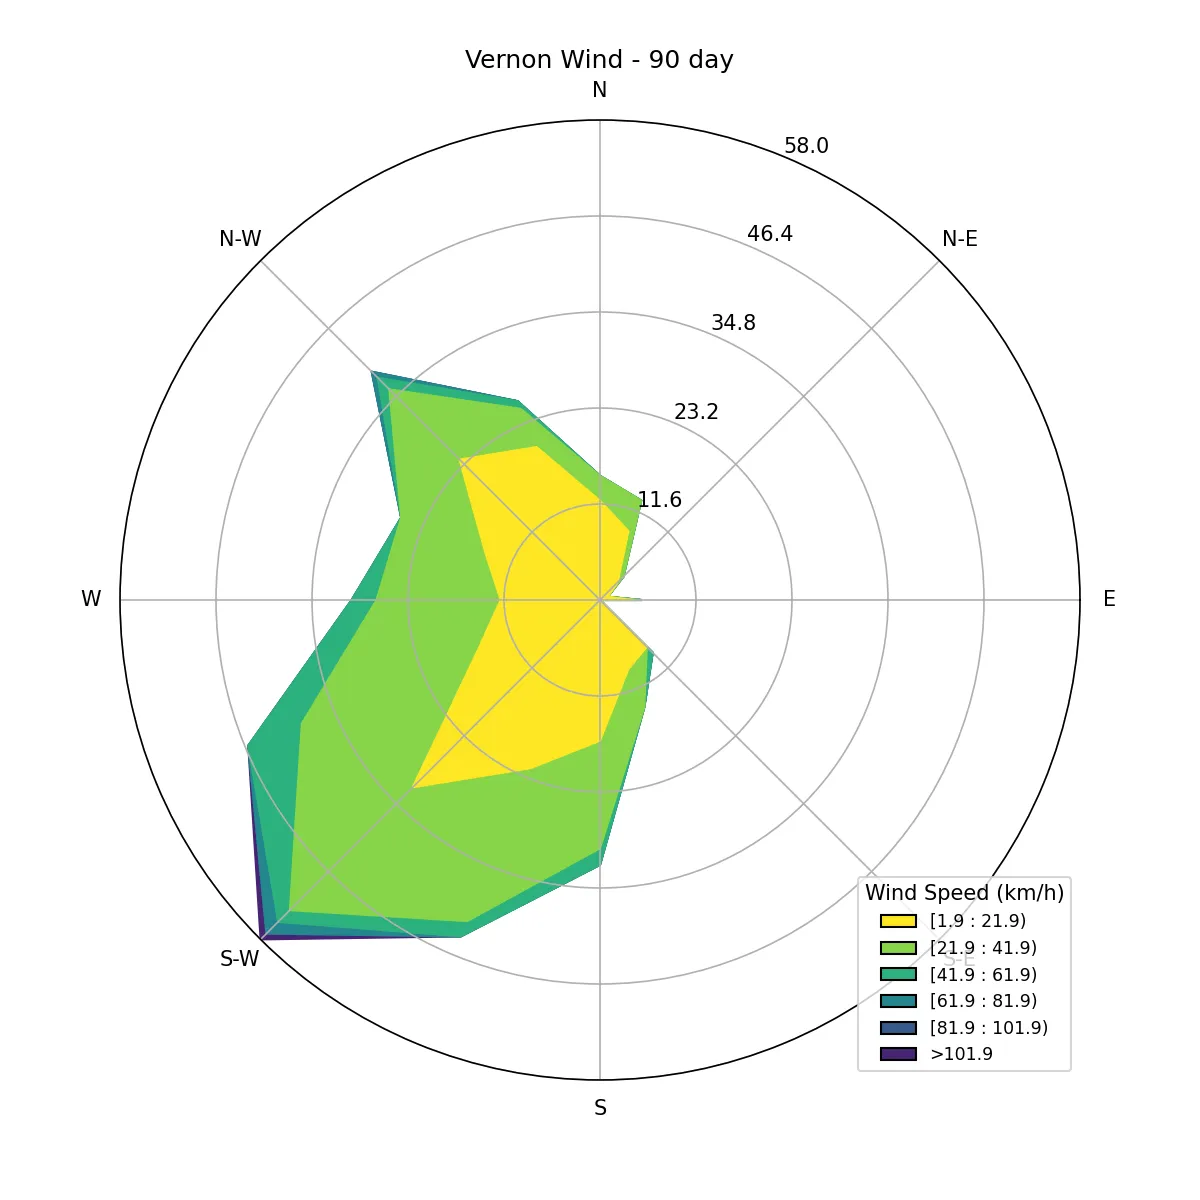 Vernon Wind - 90 day
N
58.0
46.4
N-W
N-E
34.8
23.2
11.6
W
E
S-W
S-E
Wind Speed (km/h)
[1.9 : 21.9)
[21.9 : 41.9)
[41.9 : 61.9)
[61.9 : 81.9)
[81.9 : 101.9)
>101.9
S